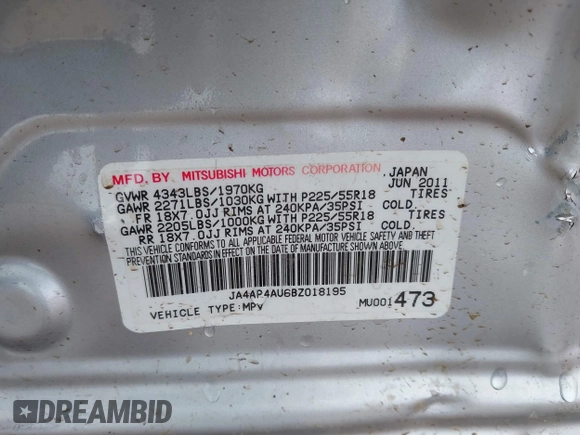 MFD. BY MITSUBISHI MOTORS CORPORATION JAPAN
GVWR 4343LBS/1970KG JUN 2011
GAWR 2271LBS/1030KG WITH P225/55R18 TIRES
FR 18X7.0JJ RIMS AT 240KPA/35PSI COLD.
GAWR 2205LBS/1000KG WITH P225/55R18 TIRES
RR 18X7.0JJ RIMS AT 240KPA/35PSI COLD.
THIS VEHICLE CONFORMS TO ALL APPLICABLE FEDERAL MOTOR VEHICLE SAFETY AND
THEFT PREVENTION STANDARDS IN EFFECT ON THE DATE OF MANUFACTURE SHOWN ABOVE.
JA4AP4AU6BZ018195
VEHICLE TYPE:MPV MU001473
DREAMBID